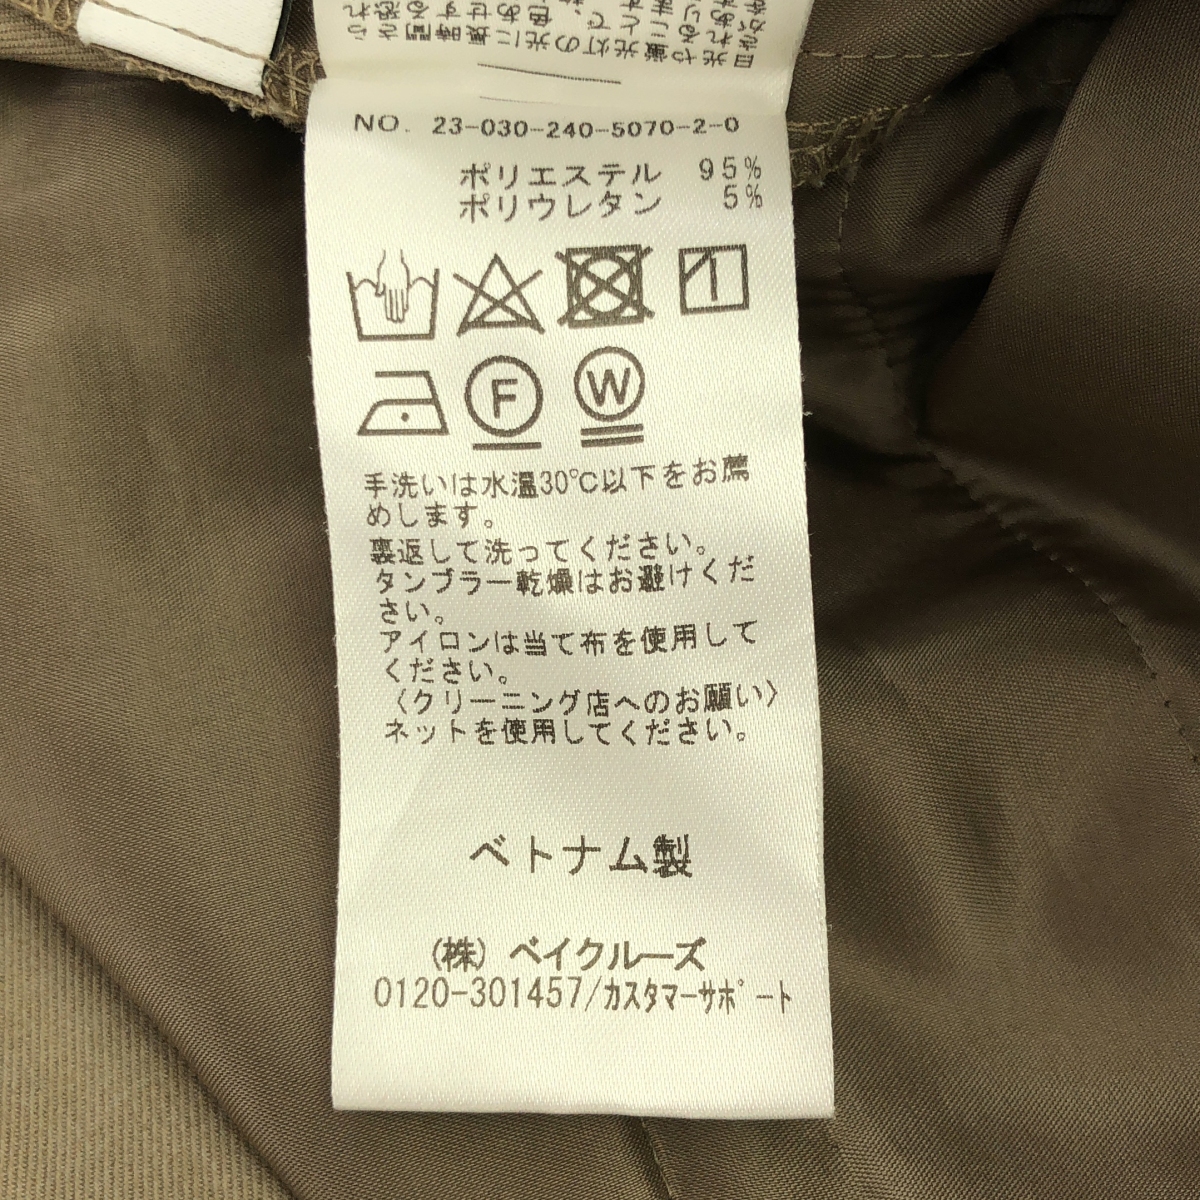 NO. 23-030-240-5070-2-0
ポリエステル 95%
ポリウレタン 5%
F W
手洗いは水温30℃以下をお薦
めします。
裏返して洗ってください。
タンブラー乾燥はお避けくだ
さい。
アイロンは当て布を使用して
ください。
〈クリーニング店へのお願い〉
ネットを使用してください。
ベトナム製
(株) ベイクルーズ
0120-301457/カスタマーサポート